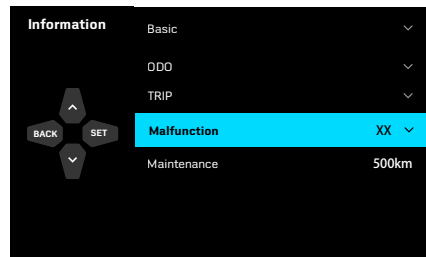 Information
Basic
ODO
TRIP
BACK SET
Malfunction XX
Maintenance 500km